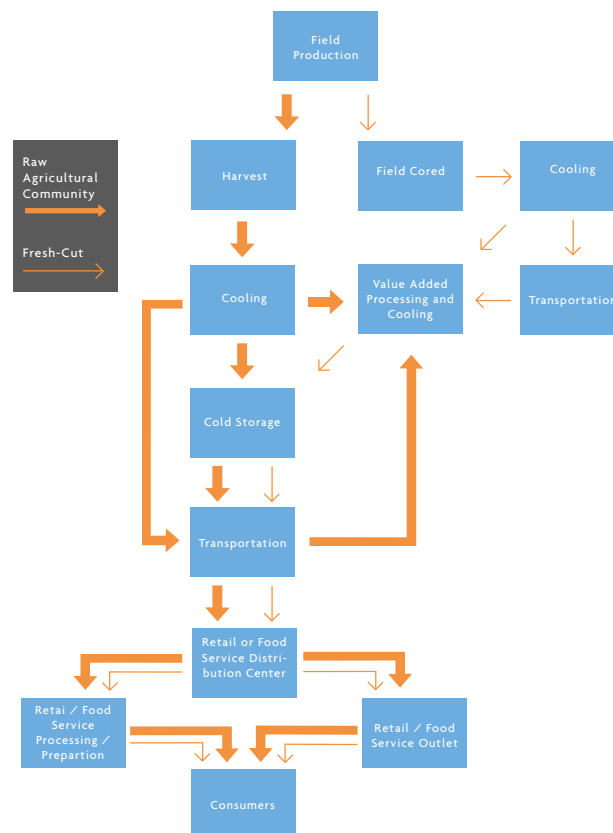 Field
Production
Raw
Agricultural
Community
Fresh-Cut
Harvest
Field Cored
Cooling
Cooling
Value Added
Processing and
Cooling
Transportation
Cold Storage
Transportation
Retail or Food
Service Distri-
bution Center
Retai / Food
Service
Processing /
Prepartion
Retail / Food
Service Outlet
Consumers